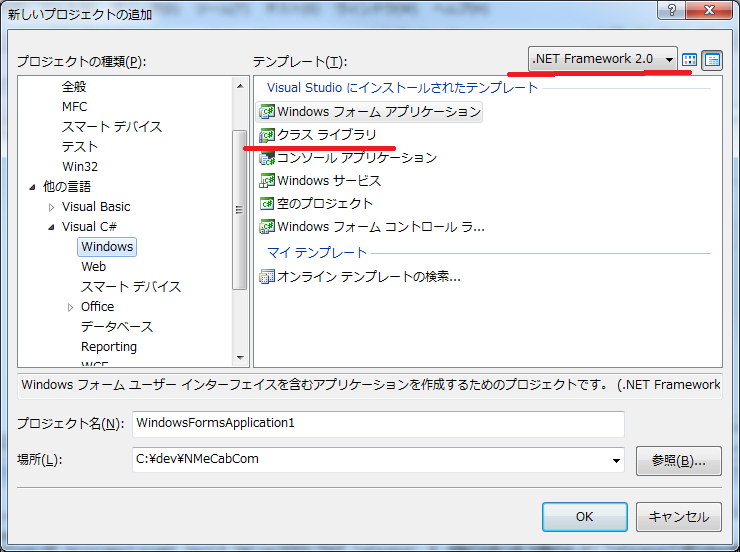 新しいプロジェクトの追加
プロジェクトの種類(P):
テンプレート(T):
.NET Framework 2.0
全般
MFC
スマート デバイス
テスト
Win32
他の言語
Visual Basic
Visual C#
Windows
Web
スマート デバイス
Office
データベース
Reporting
WCF
Visual Studio にインストールされたテンプレート
Windows フォーム アプリケーション
クラス ライブラリ
コンソール アプリケーション
Windows サービス
空のプロジェクト
Windows フォーム コントロール ラ...
マイ テンプレート
オンライン テンプレートの検索...
Windows フォーム ユーザー インターフェイスを含むアプリケーションを作成するためのプロジェクトです。 (.NET Framework
プロジェクト名(N):
WindowsFormsApplication1
場所(L):
C:¥dev¥NMeCabCom
参照(B)...
OK
キャンセル